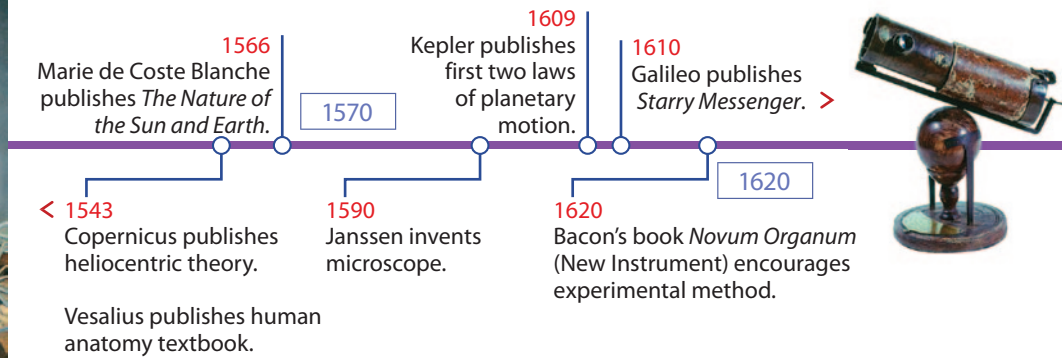 1566
Marie de Coste Blanche
publishes The Nature of
the Sun and Earth.
1570
1609
Kepler publishes
first two laws
of planetary
motion.
1610
Galileo publishes
Starry Messenger. >
< 1543
Copernicus publishes
heliocentric theory.
Vesalius publishes human
anatomy textbook.
1590
Janssen invents
microscope.
1620
Bacon's book Novum Organum
(New Instrument) encourages
experimental method.
1620